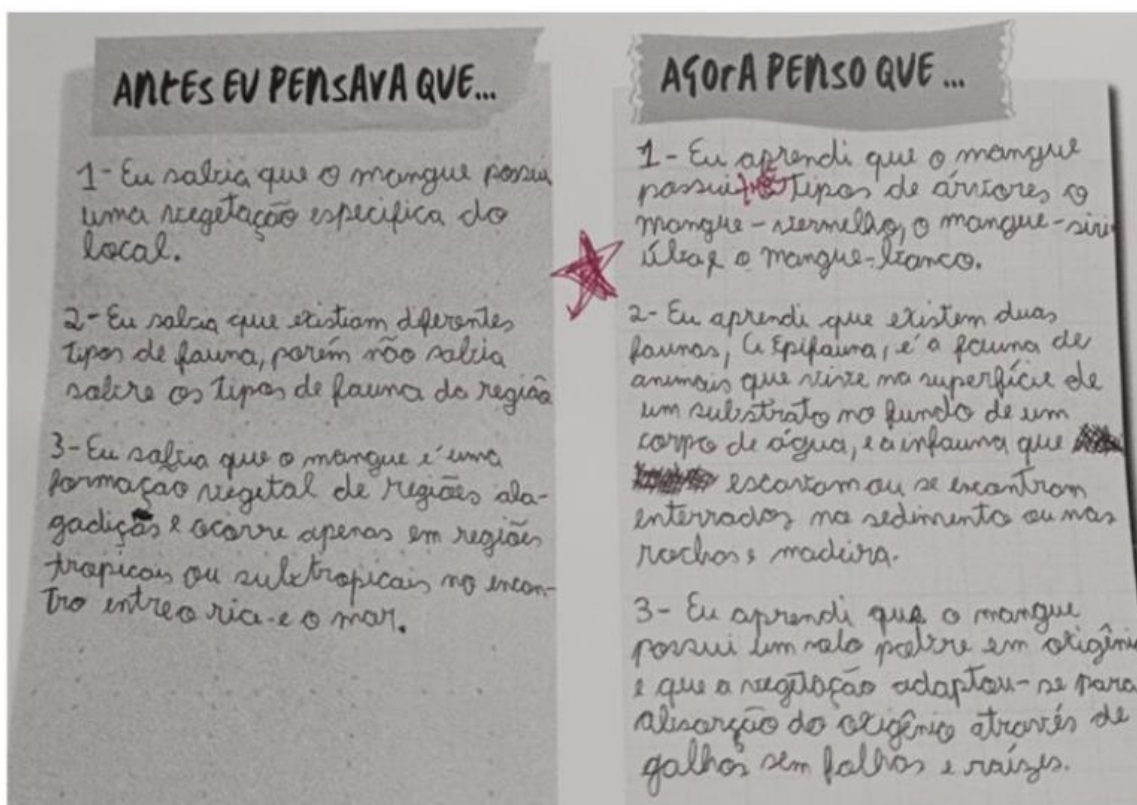 ANTES EU PENSAVA QUE...
1- Eu sabia que o mangue possui
uma vegetação especifica do
local.
2- Eu sabia que existiam diferentes
tipos de fauna, porém não sabia
sobre os tipos de fauna da região
3- Eu sabia que o mangue é uma
formação vegetal de regiões ala-
gadiças e ocorre apenas em regiões
tropicais ou subtropicais no encon-
tro entre o rio e o mar.
AGORA PENSO QUE...
1- Eu aprendi que o mangue
possui três tipos de árvores o
mangue-vermelho, o mangue-siri-
úba e o mangue-branco.
2- Eu aprendi que existem duas
faunas, a Epifauna, é a fauna de
animais que vive na superfície de
um substrato no fundo de um
corpo de água, e a infauna que
escavam ou se encontram
enterrados no sedimento ou nas
rochas e madeira.
3- Eu aprendi que o mangue
possui um solo pobre em oxigênio
e que a vegetação adaptou-se para
absorção do oxigênio através de
galhos sem folhas e raízes.